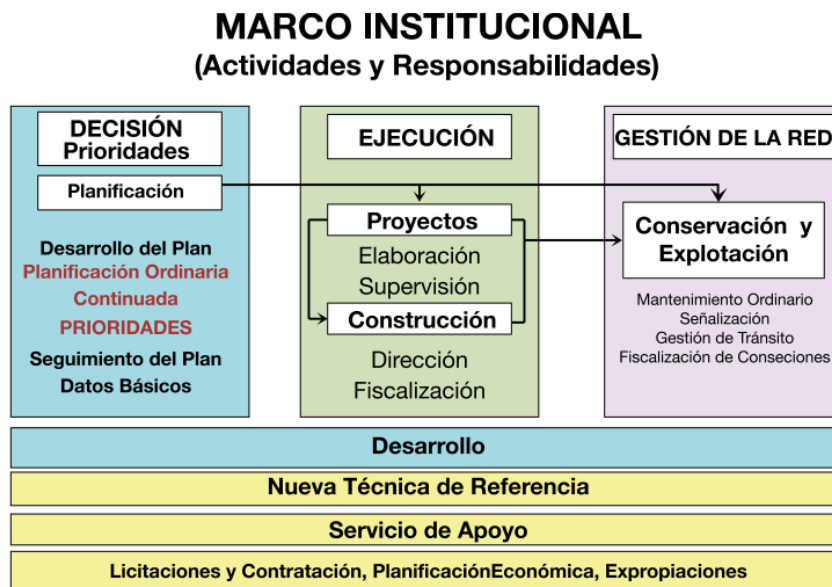 MARCO INSTITUCIONAL
(Actividades y Responsabilidades)
DECISIÓN
Prioridades
Planificación
Desarrollo del Plan
Planificación Ordinaria
Continuada
PRIORIDADES
Seguimiento del Plan
Datos Básicos
EJECUCIÓN
Proyectos
Elaboración
Supervisión
Construcción
Dirección
Fiscalización
GESTIÓN DE LA RED
Conservación y
Explotación
Mantenimiento Ordinario
Señalización
Gestión de Tránsito
Fiscalización de Conseciones
Desarrollo
Nueva Técnica de Referencia
Servicio de Apoyo
Licitaciones y Contratación, PlanificaciónEconómica, Expropiaciones